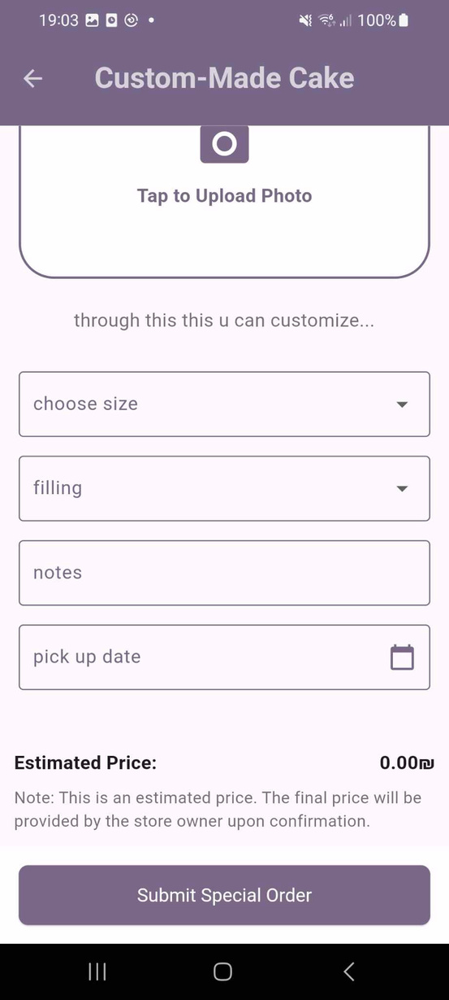 19:03
100%
Custom-Made Cake
Tap to Upload Photo
through this this u can customize...
choose size
filling
notes
pick up date
Estimated Price: 0.00₪
Note: This is an estimated price. The final price will be
provided by the store owner upon confirmation.
Submit Special Order